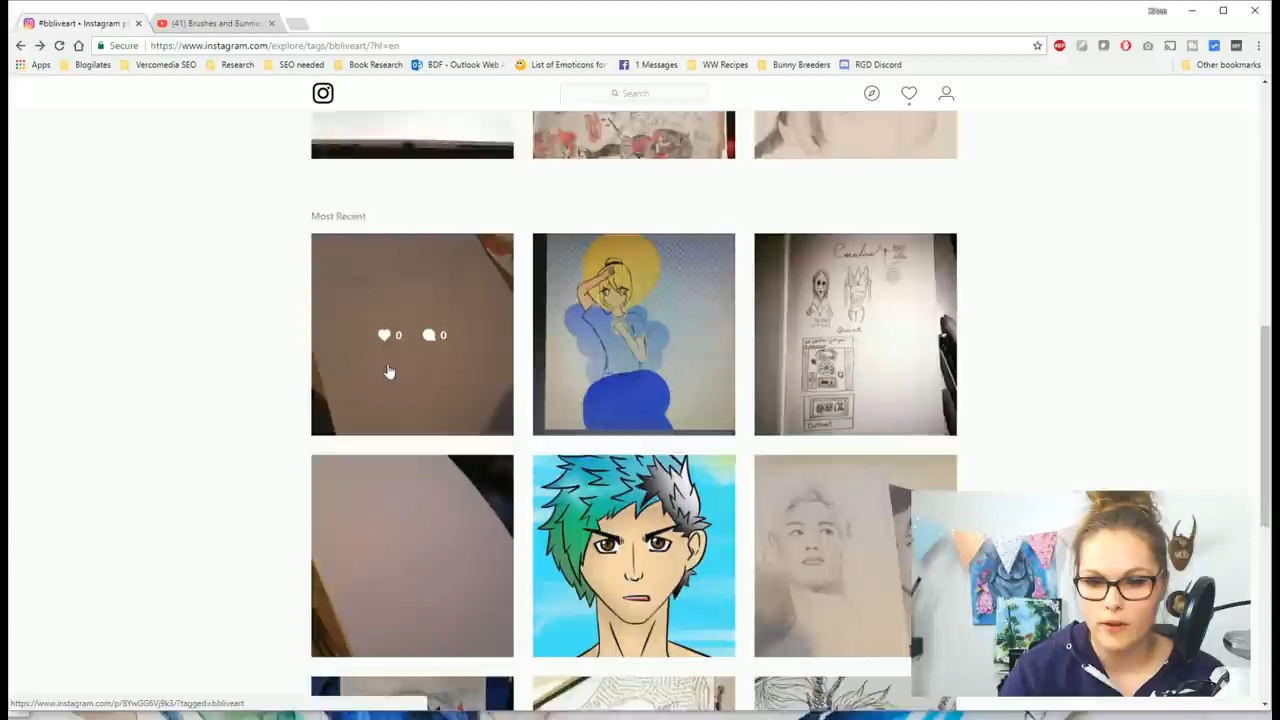 #bbliveart • Instagram p
(41) Brushes and Bunnie
Secure
https://www.instagram.com/explore/tags/bbliveart/?hl=en
Apps
Blogilates
Vercomedia SEO
Research
SEO needed
Book Research
BDF - Outlook Web
List of Emoticons for
1 Messages
WW Recipes
Bunny Breeders
RGD Discord
Other bookmarks
Search
Most Recent
0
0
https://www.instagram.com/p/BYwGG6Vj9k3/?tagged=bbliveart